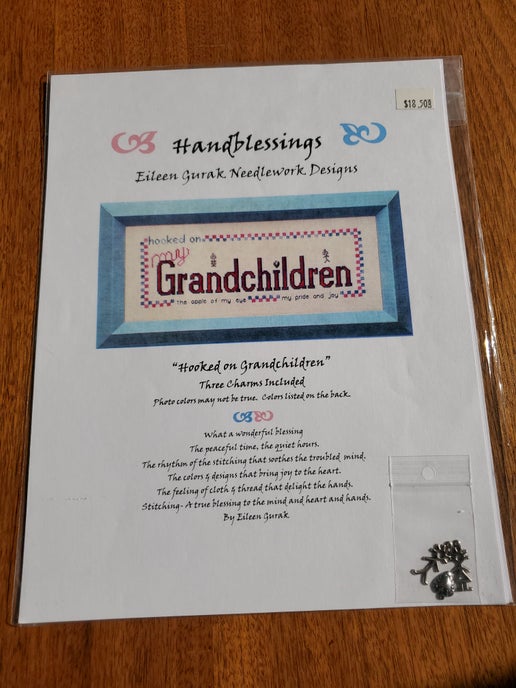 $18.50B
Handblessings
Eileen Gurak Needlework Designs
hooked on
my
Grandchildren
the apple of my eye my pride and joy
"Hooked on Grandchildren"
Three Charms Included
Photo colors may not be true. Colors listed on the back.
What a wonderful blessing
The peaceful time, the quiet hours.
The rhythm of the stitching that soothes the troubled mind.
The colors & designs that bring joy to the heart.
The feeling of cloth & thread that delight the hands.
Stitching- A true blessing to the mind and heart and hands.
By Eileen Gurak